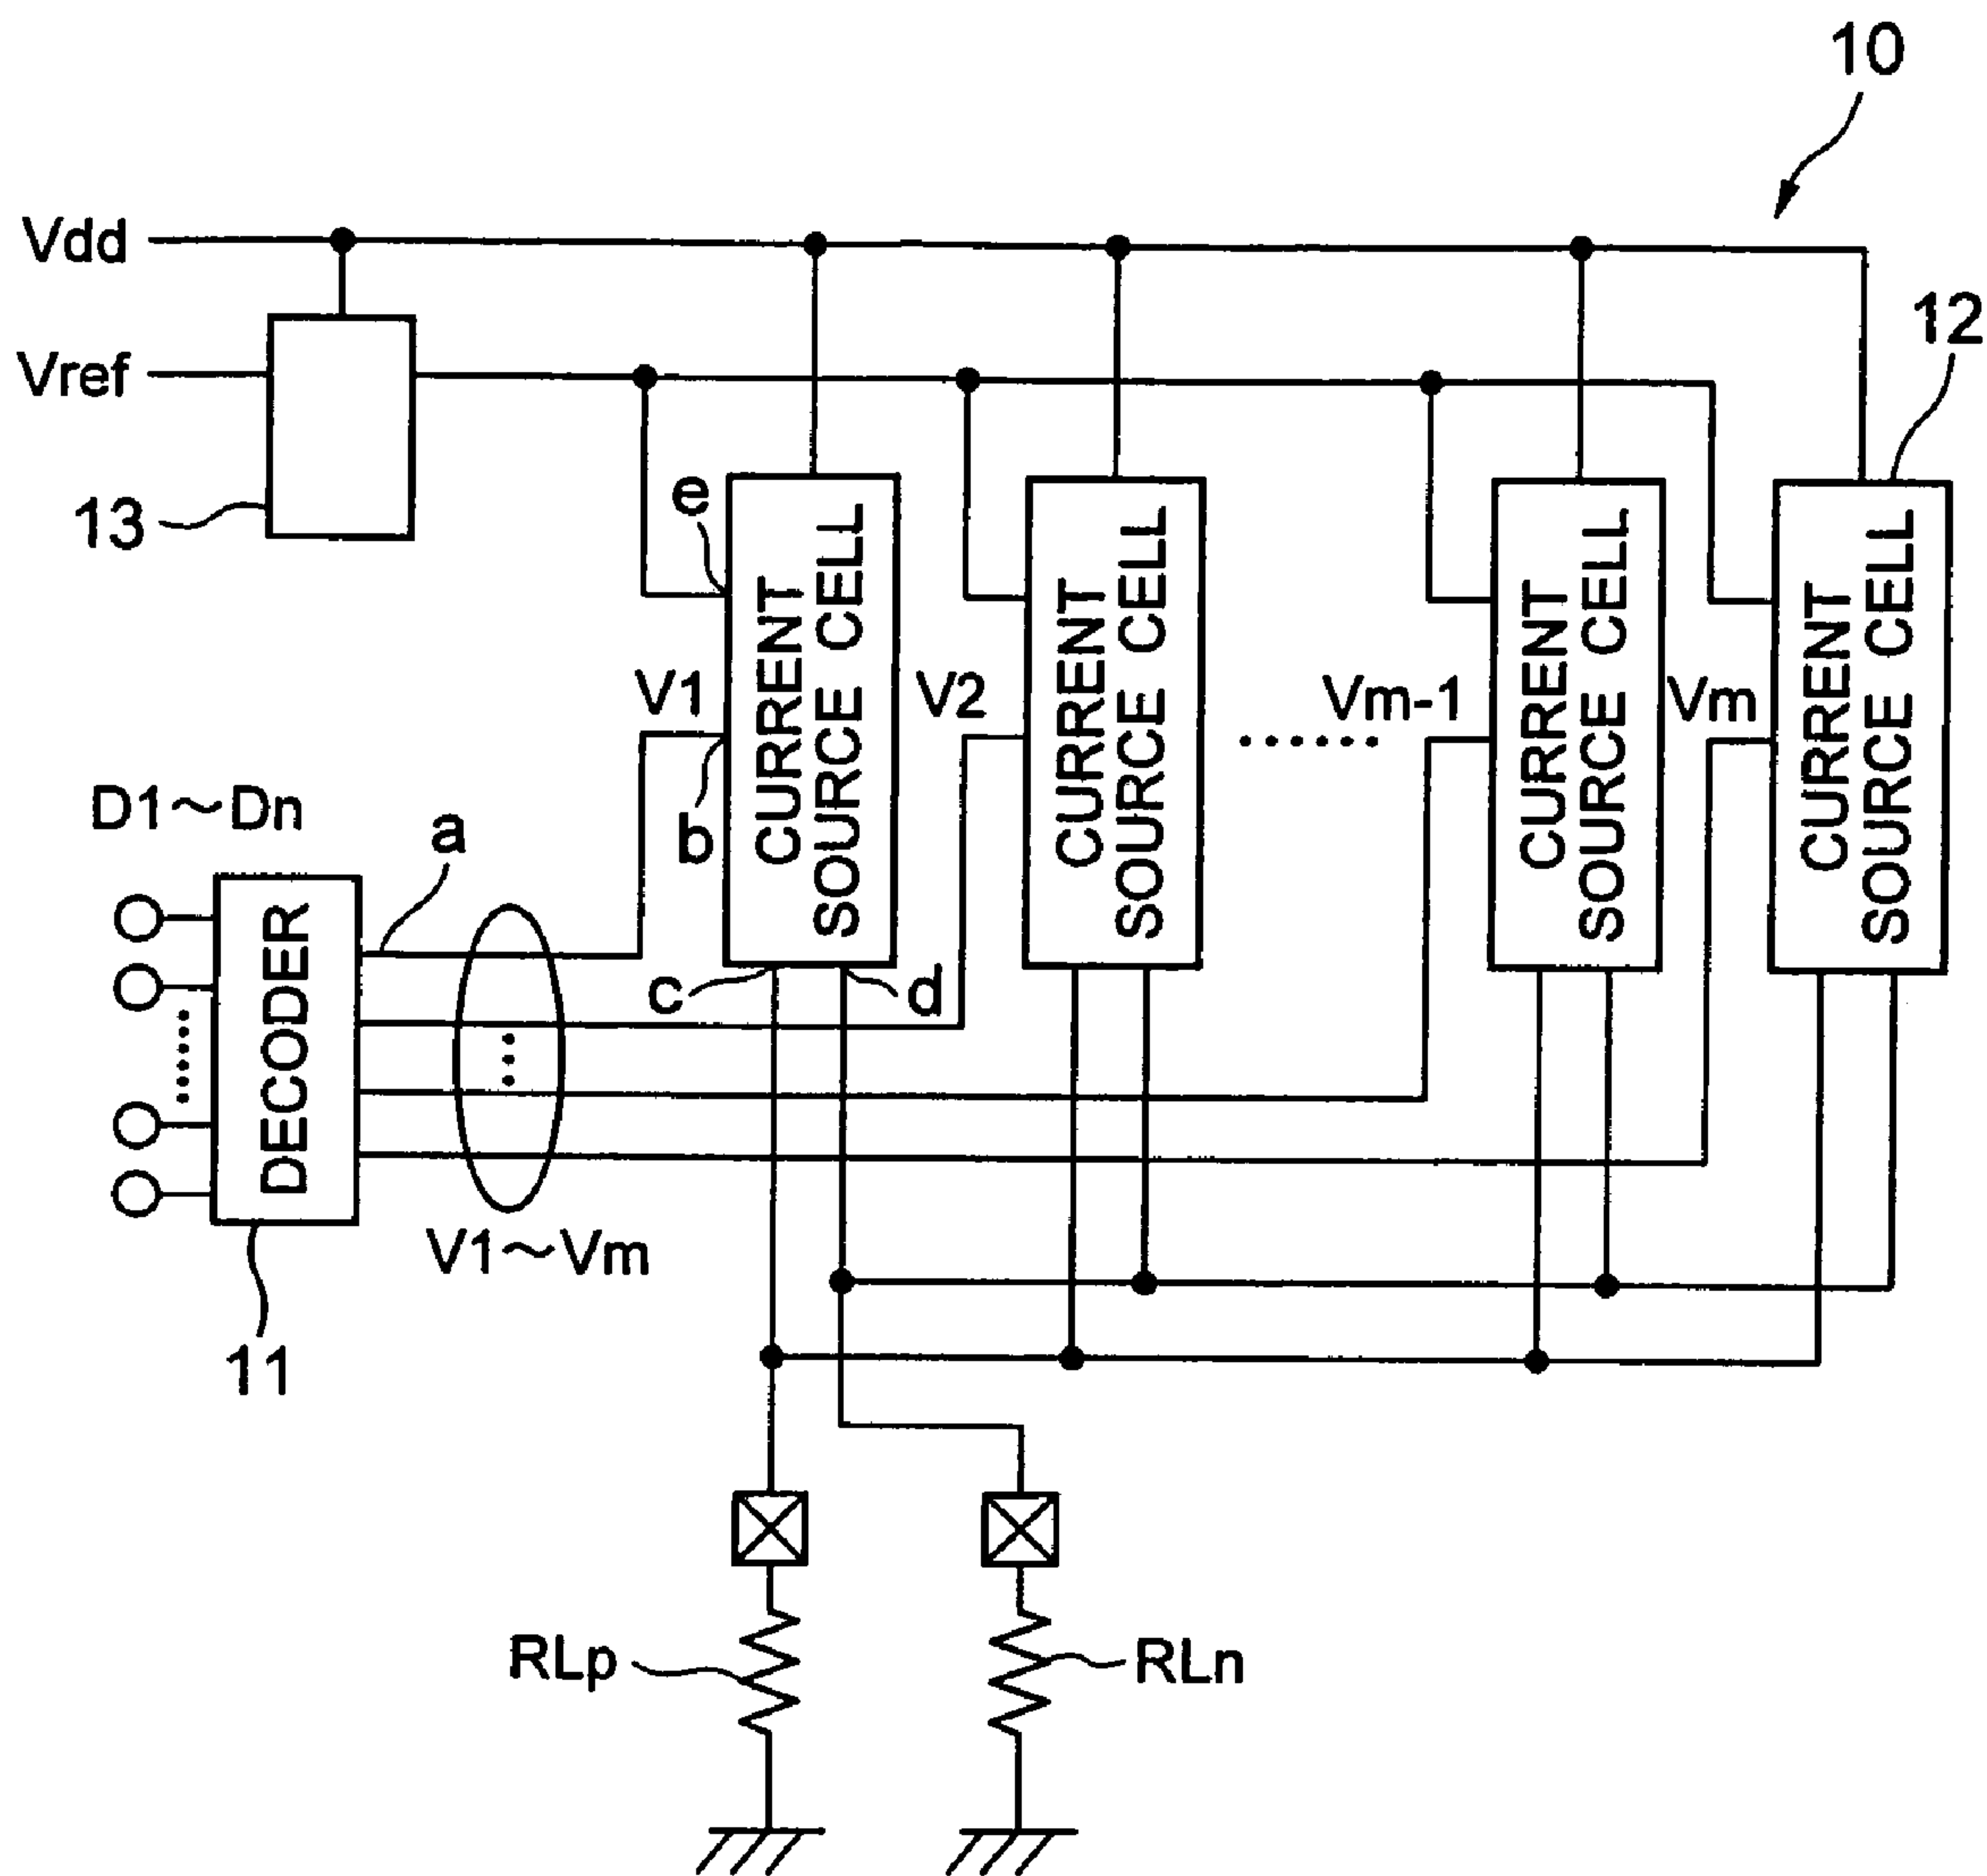 10
Vdd
Vref
12
13
e
CURRENT
SOURCE CELL
CURRENT
SOURCE CELL
CURRENT
SOURCE CELL
CURRENT
SOURCE CELL
V1
V2
......
Vm-1
Vm
D1~Dn
a
b
c
d
DECODER
V1~Vm
11
RLp
RLn